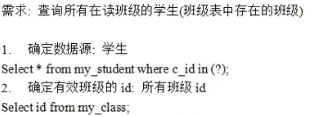 需求: 查询所有在读班级的学生(班级表中存在的班级)
1. 确定数据源: 学生
Select * from my_student where c_id in (?);
2. 确定有效班级的 id: 所有班级 id
Select id from my_class;